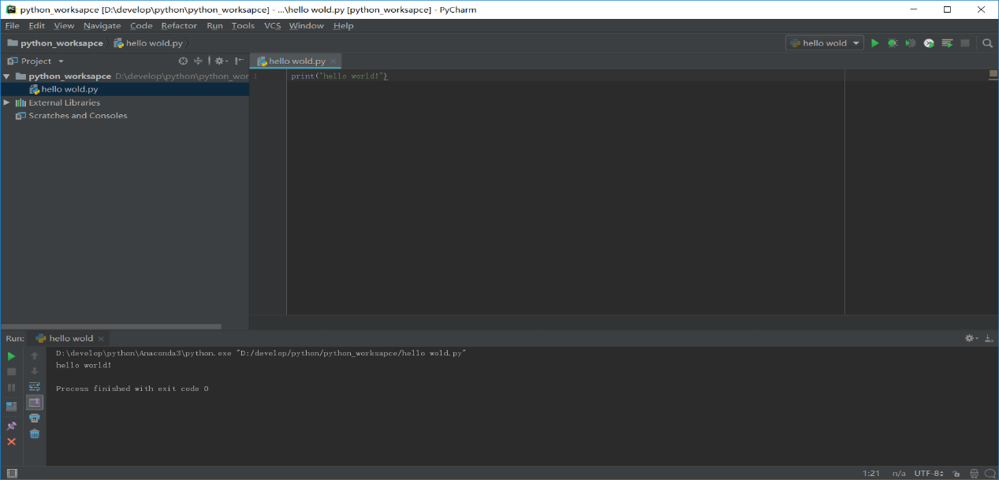 python_worksapce [D:\develop\python\python_worksapce] - ...\hello wold.py [python_worksapce] - PyCharm
File Edit View Navigate Code Refactor Run Tools VCS Window Help
python_worksapce hello wold.py hello wold
Project hello wold.py
python_worksapce D:\develop\python\python_wor
1 print("hello world!")
hello wold.py
External Libraries
Scratches and Consoles
Run: hello wold
D:\develop\python\Anaconda3\python.exe "D:/develop/python/python_worksapce/hello wold.py"
hello world!
Process finished with exit code 0
1:21 n/a UTF-8